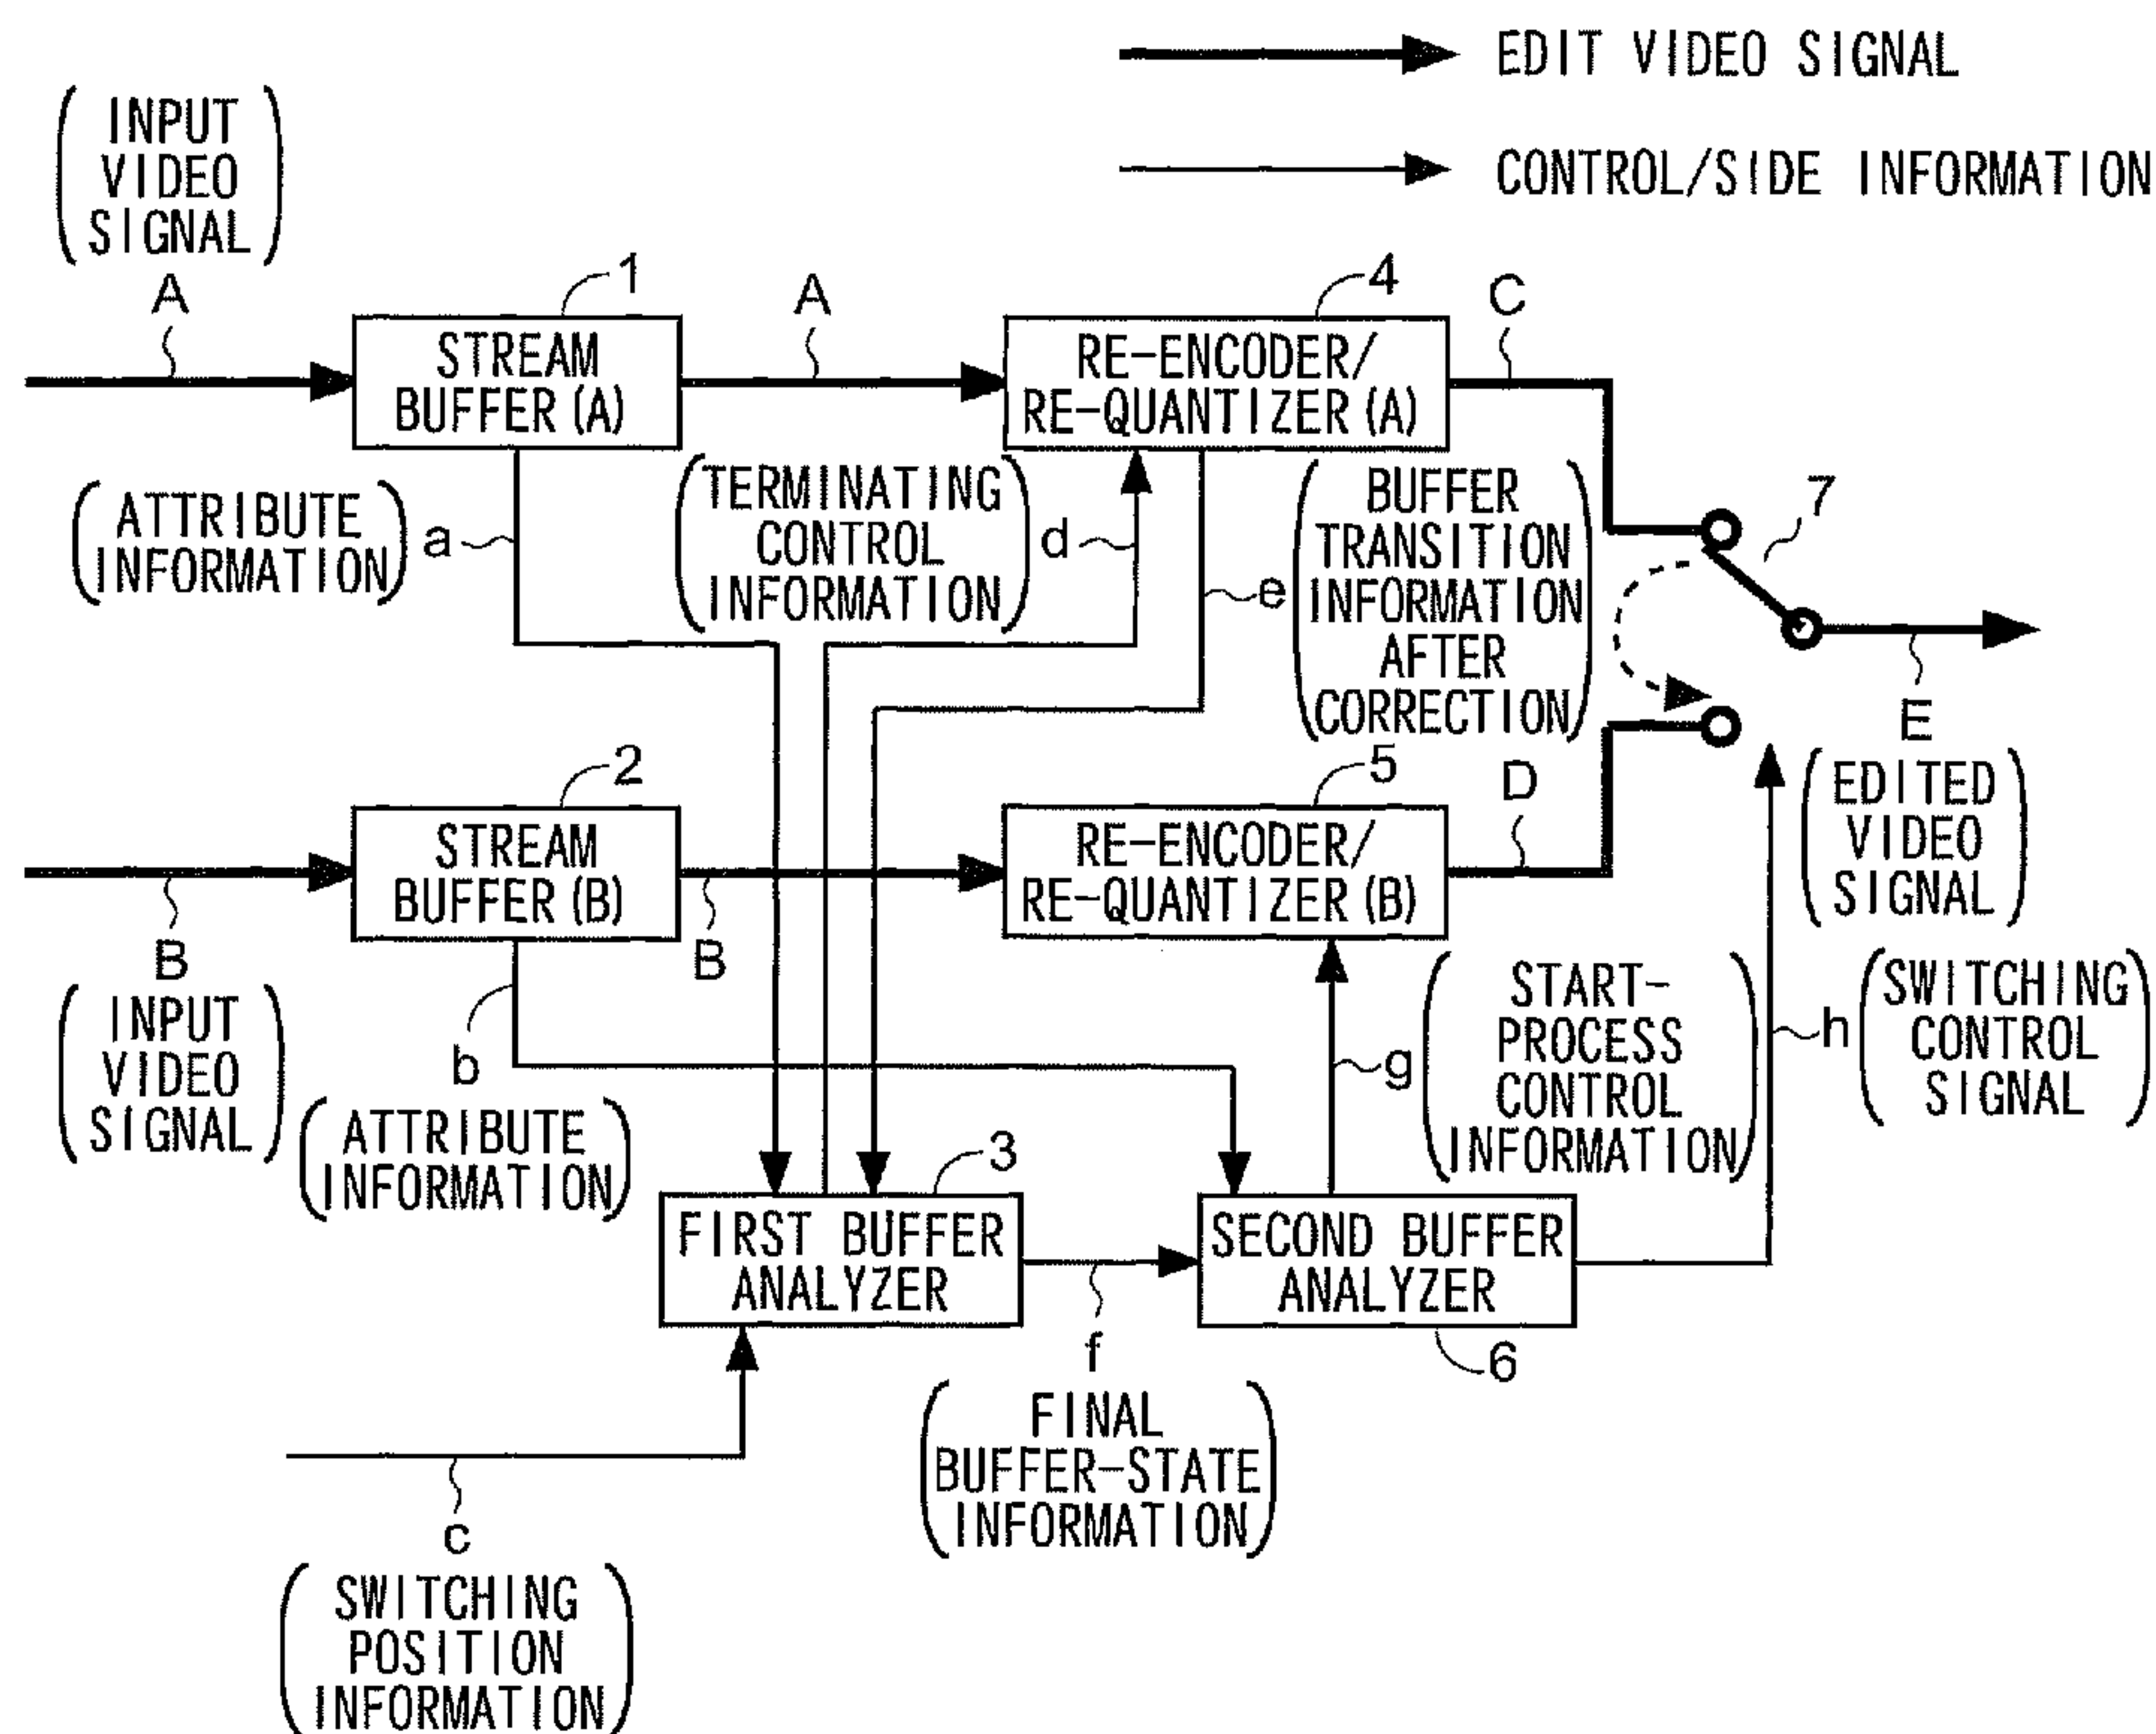 EDIT VIDEO SIGNAL
CONTROL/SIDE INFORMATION
INPUT
VIDEO
SIGNAL
A
1
STREAM
BUFFER(A)
A
4
RE-ENCODER/
RE-QUANTIZER(A)
C
ATTRIBUTE
INFORMATION
a
TERMINATING
CONTROL
INFORMATION
d
e
BUFFER
TRANSITION
INFORMATION
AFTER
CORRECTION
7
E
EDITED
VIDEO
SIGNAL
2
STREAM
BUFFER(B)
B
INPUT
VIDEO
SIGNAL
B
5
RE-ENCODER/
RE-QUANTIZER(B)
D
b
ATTRIBUTE
INFORMATION
g
START-
PROCESS
CONTROL
INFORMATION
h
SWITCHING
CONTROL
SIGNAL
3
FIRST BUFFER
ANALYZER
SECOND BUFFER
ANALYZER
6
f
FINAL
BUFFER-STATE
INFORMATION
c
SWITCHING
POSITION
INFORMATION